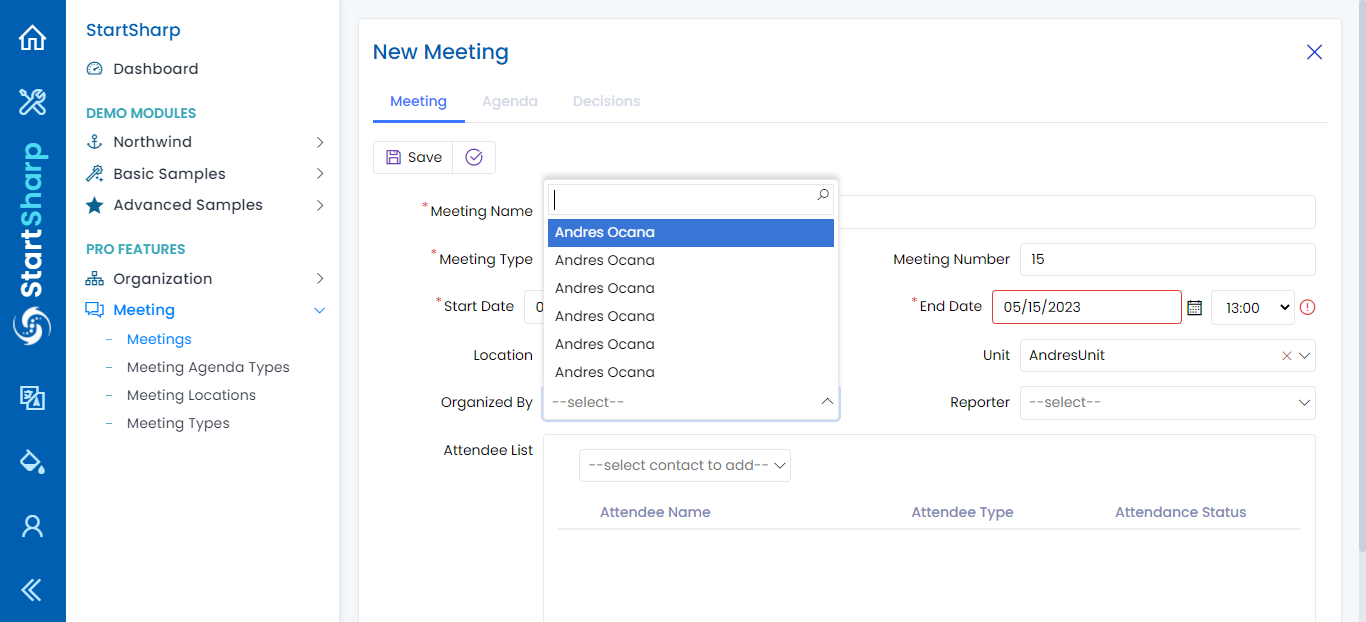 StartSharp
StartSharp
Dashboard
DEMO MODULES
Northwind
Basic Samples
Advanced Samples
PRO FEATURES
Organization
Meeting
Meetings
Meeting Agenda Types
Meeting Locations
Meeting Types
New Meeting
Meeting Agenda Decisions
Save
*Meeting Name
Andres Ocana
Andres Ocana
Andres Ocana
Andres Ocana
Andres Ocana
Andres Ocana
*Meeting Type
Meeting Number 15
*Start Date 0
*End Date 05/15/2023 13:00
Location
Unit AndresUnit
Organized By --select--
Reporter --select--
Attendee List
--select contact to add--
Attendee Name Attendee Type Attendance Status